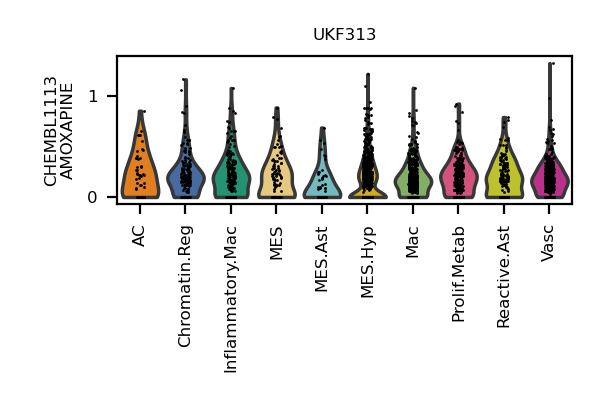 UKF313
CHEMBL1113
AMOXAPINE
1
0
AC
Chromatin.Reg
Inflammatory.Mac
MES
MES.Ast
MES.Hyp
Mac
Prolif.Metab
Reactive.Ast
Vasc